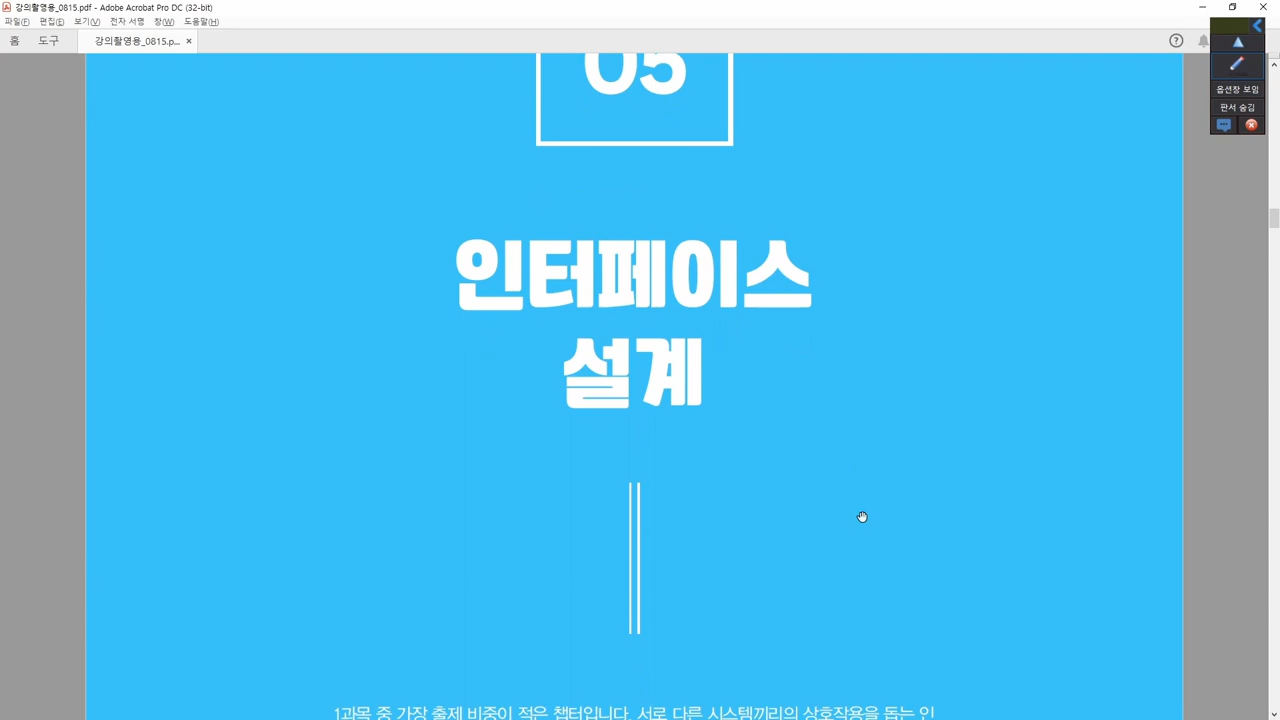 강의촬영용_0815.pdf - Adobe Acrobat Pro DC (32-bit)
파일(F) 편집(E) 보기(V) 전자 서명 창(W) 도움말(H)
홈 도구 강의촬영용_0815.p... ×
옵션창 보임
판서 숨김
05
인터페이스
설계
1과목 중 가장 출제 비중이 적은 챕터입니다. 서로 다른 시스템끼리의 상호작용을 돕는 인